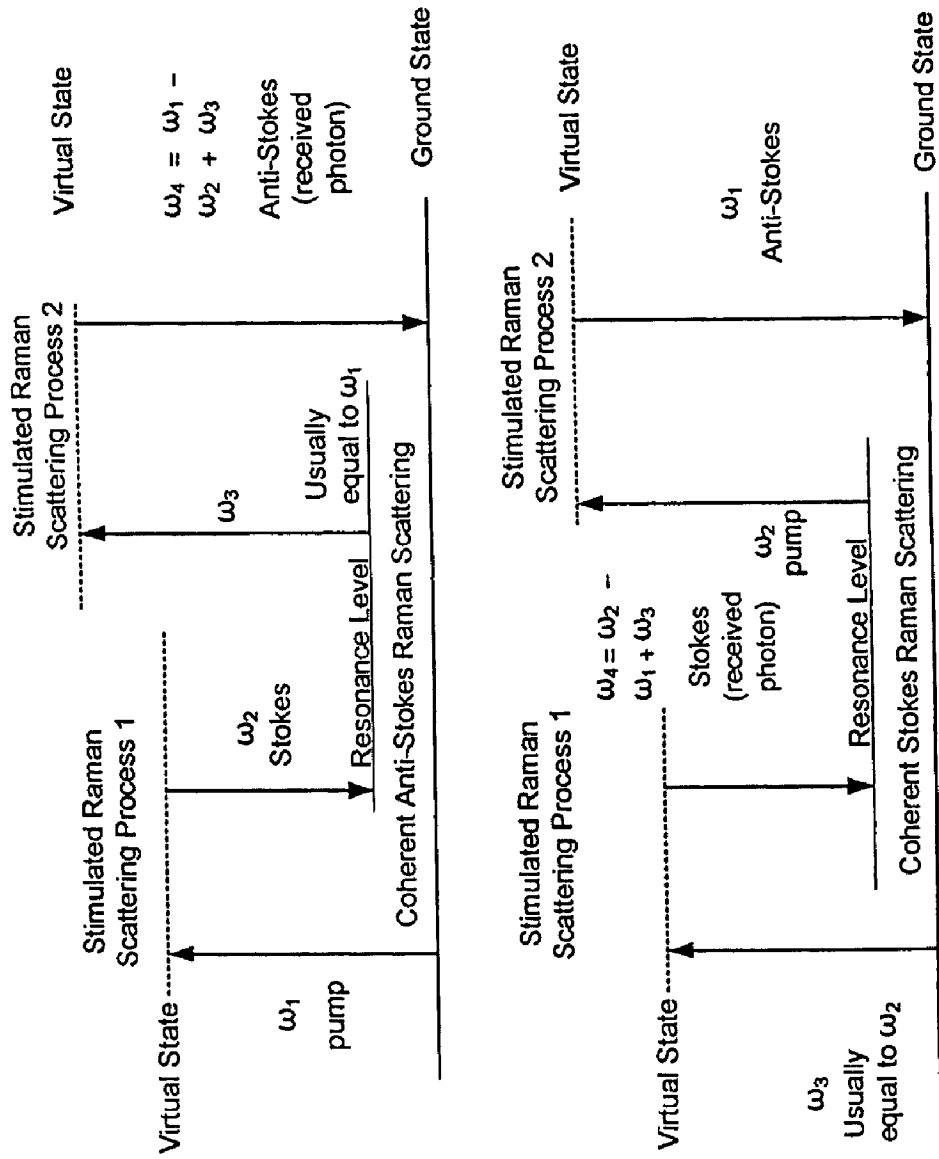 Stimulated Raman
Scattering Process 1
Stimulated Raman
Scattering Process 2
Virtual State
Virtual State
ω1
pump
ω2
Stokes
ω3
ω4 = ω1 −
ω2 + ω3
Anti-Stokes
(received
photon)
Resonance Level
Usually
equal to ω1
Coherent Anti-Stokes Raman Scattering
Ground State
Stimulated Raman
Scattering Process 1
Stimulated Raman
Scattering Process 2
Virtual State
Virtual State
ω3
Usually
equal to ω2
ω4 = ω2 −
ω1 + ω3
Stokes
(received
photon)
ω2
pump
ω1
Anti-Stokes
Resonance Level
Coherent Stokes Raman Scattering
Ground State